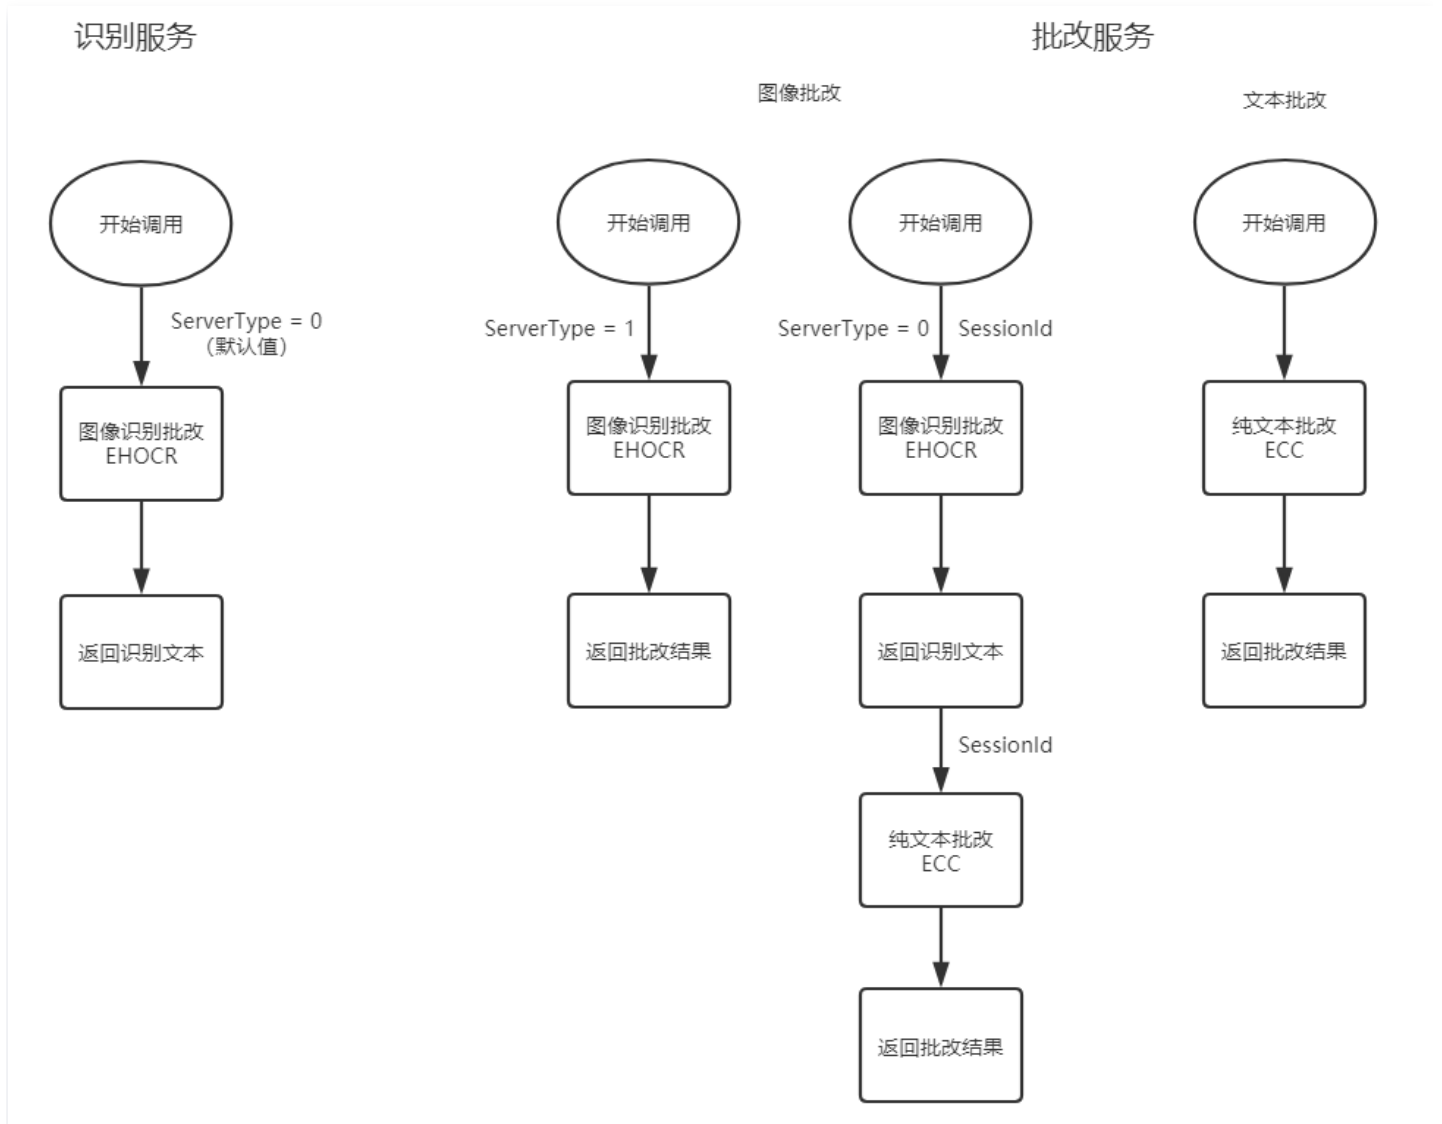 识别服务
批改服务
图像批改
文本批改
开始调用
开始调用
开始调用
开始调用
ServerType = 0
(默认值)
ServerType = 1
ServerType = 0
SessionId
图像识别批改
EHOCR
图像识别批改
EHOCR
图像识别批改
EHOCR
纯文本批改
ECC
返回识别文本
返回批改结果
返回识别文本
返回批改结果
SessionId
纯文本批改
ECC
返回批改结果